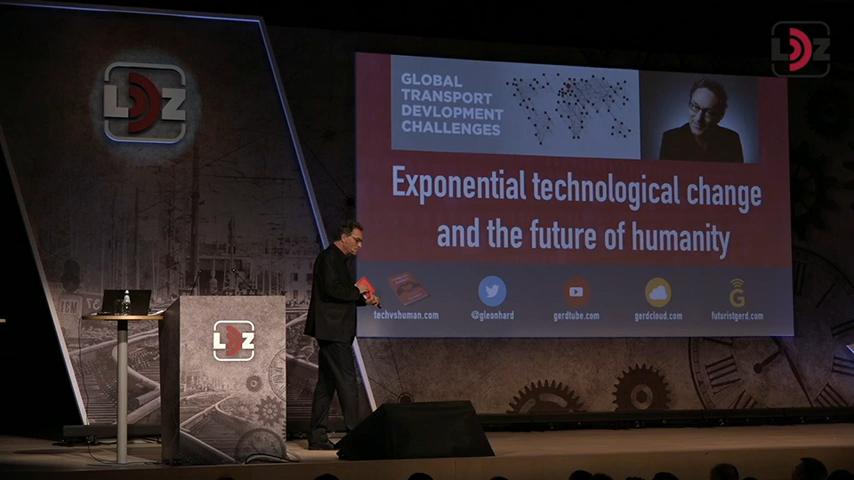 LDZ
LDZ
GLOBAL
TRANSPORT
DEVLOPMENT
CHALLENGES
Exponential technological change
and the future of humanity
techvshuman.com
@gleonhard
gerdtube.com
gerdcloud.com
futuristgerd.com
LDZ